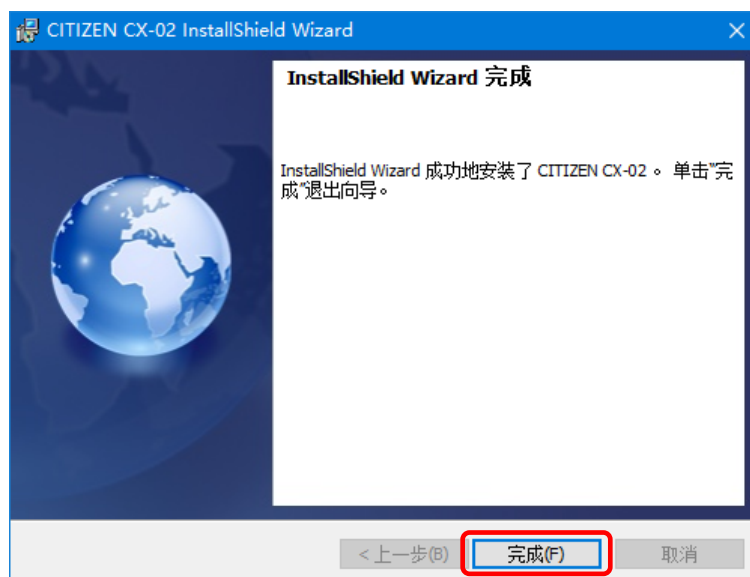 CITIZEN CX-02 InstallShield Wizard
InstallShield Wizard 完成
InstallShield Wizard 成功地安装了 CITIZEN CX-02 。 单击"完
成"退出向导。
< 上一步(B)
完成(F)
取消